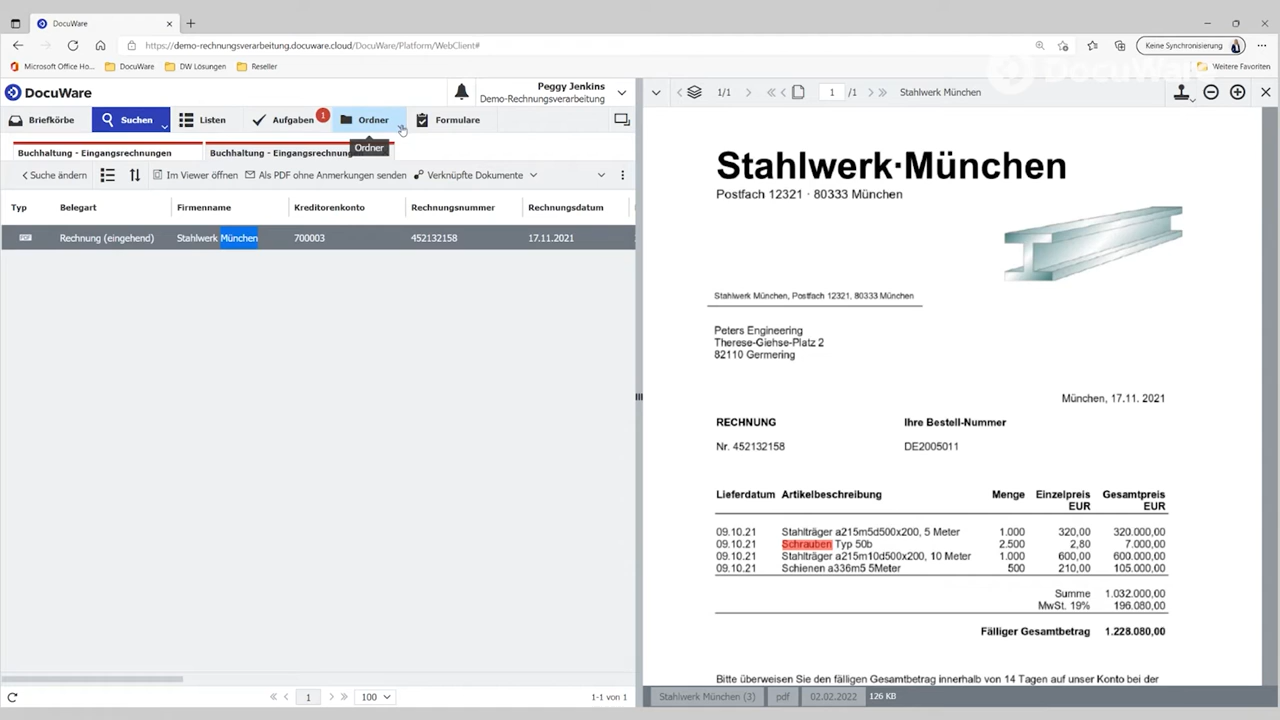 DocuWare
https://demo-rechnungsverarbeitung.docuware.cloud/DocuWare/Platform/WebClient#
Keine Synchronisierung
Microsoft Office Ho...
DocuWare
DW Lösungen
Reseller
Weitere Favoriten
DocuWare
DocuWare
Peggy Jenkins
Demo-Rechnungsverarbeitung
Briefkörbe
Suchen
Listen
Aufgaben
1
Ordner
Formulare
Ordner
Buchhaltung - Eingangsrechnungen
Buchhaltung - Eingangsrechnung
Suche ändern
Im Viewer öffnen
Als PDF ohne Anmerkungen senden
Verknüpfte Dokumente
Typ Belegart Firmenname Kreditorenkonto Rechnungsnummer Rechnungsdatum
Rechnung (eingehend) Stahlwerk München 700003 452132158 17.11.2021
1
100
1-1 von 1
1/1
1 /1
Stahlwerk München
Stahlwerk·München
Postfach 12321 · 80333 München
Stahlwerk München, Postfach 12321, 80333 München
Peters Engineering
Therese-Giehse-Platz 2
82110 Germering
München, 17.11. 2021
RECHNUNG Ihre Bestell-Nummer
Nr. 452132158 DE2005011
Lieferdatum Artikelbeschreibung Menge Einzelpreis Gesamtpreis
EUR EUR
09.10.21 Stahlträger a215m5d500x200, 5 Meter 1.000 320,00 320.000,00
09.10.21 Schrauben Typ 50b 2.500 2,80 7.000,00
09.10.21 Stahlträger a215m10d500x200, 10 Meter 1.000 600,00 600.000,00
09.10.21 Schienen a336m5 5Meter 500 210,00 105.000,00
Summe 1.032.000,00
MwSt. 19% 196.080,00
Fälliger Gesamtbetrag 1.228.080,00
Bitte überweisen Sie den fälligen Gesamtbetrag innerhalb von 14 Tagen auf unser Konto bei der
Stahlwerk München (3)
pdf
02.02.2022
126 KB